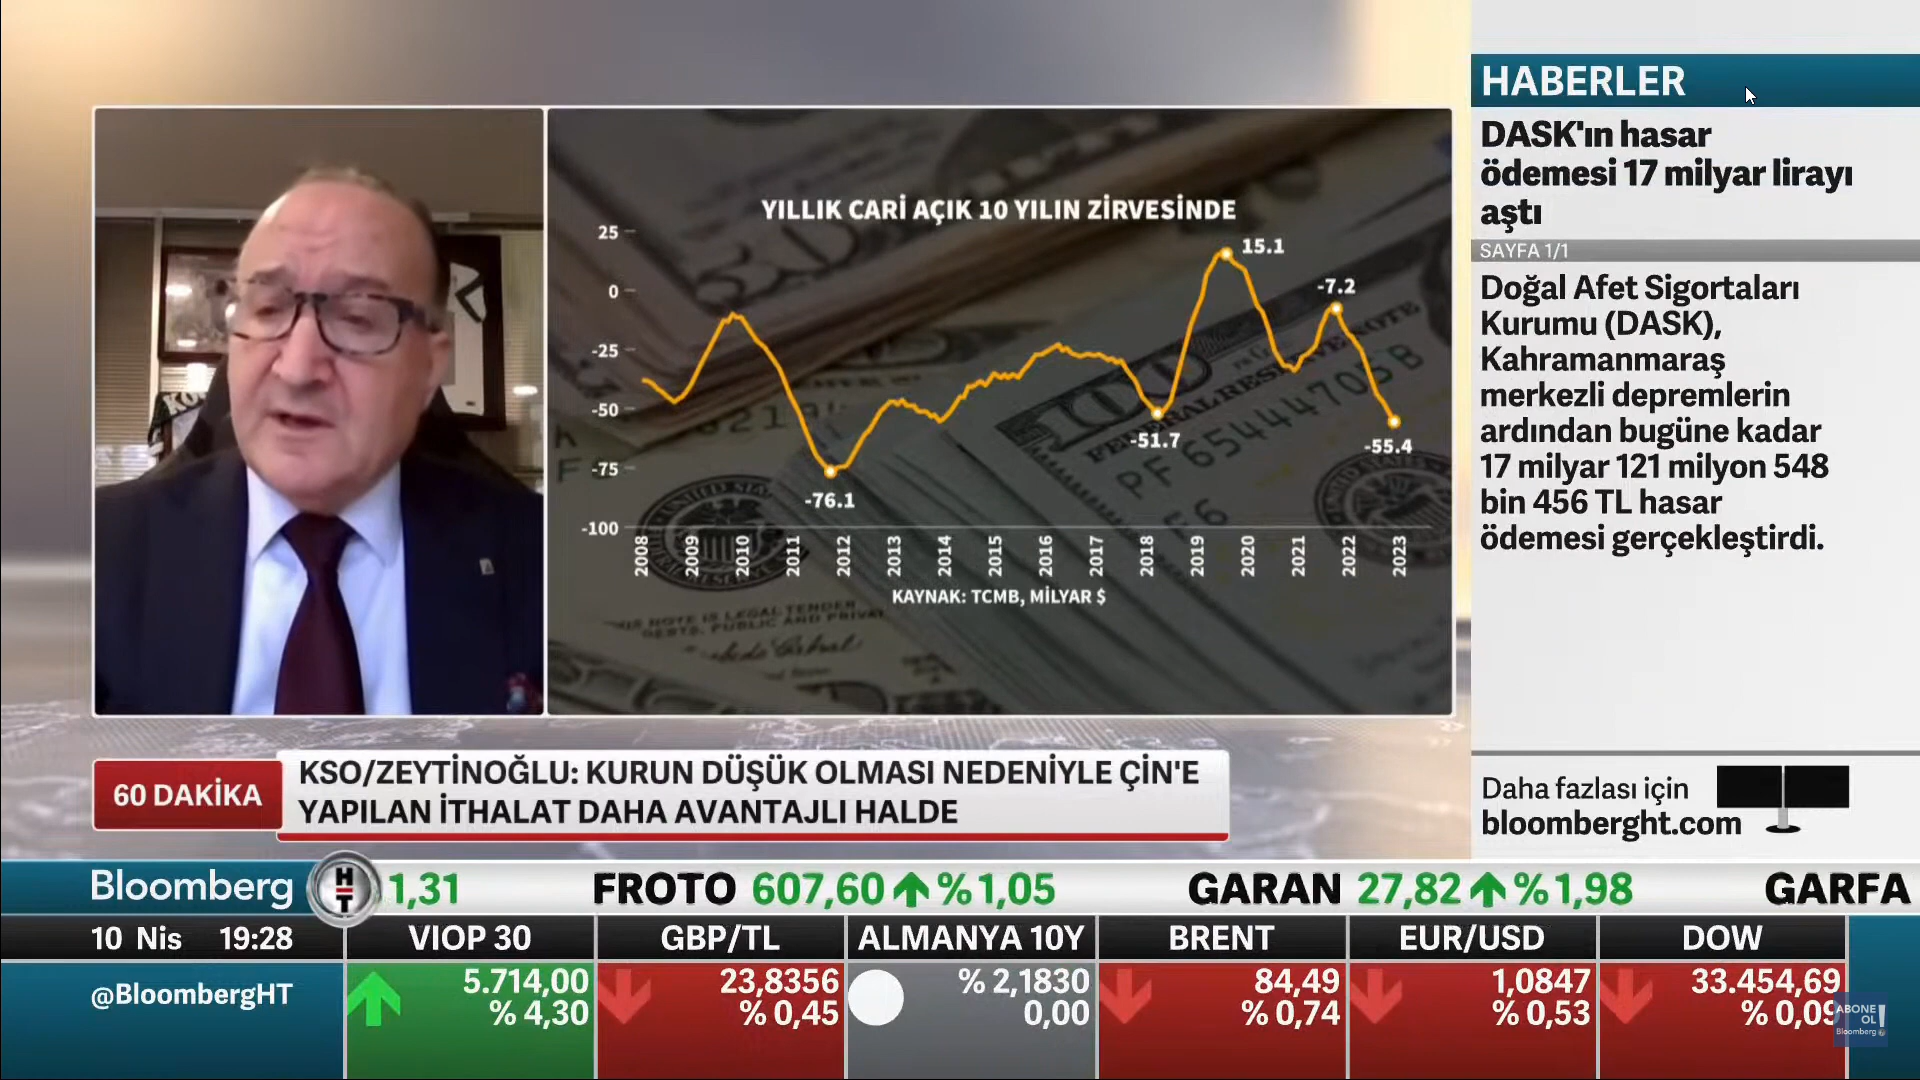 HABERLER
DASK'ın hasar
ödemesi 17 milyar lirayı
aştı
SAYFA 1/1
Doğal Afet Sigortaları
Kurumu (DASK),
Kahramanmaraş
merkezli depremlerin
ardından bugüne kadar
17 milyar 121 milyon 548
bin 456 TL hasar
ödemesi gerçekleştirdi.
Daha fazlası için
bloomberght.com
YILLIK CARİ AÇIK 10 YILIN ZİRVESİNDE
25
0
-25
-50
-75
-100
15.1
-7.2
-51.7
-55.4
-76.1
2008 2009 2010 2011 2012 2013 2014 2015 2016 2017 2018 2019 2020 2021 2022 2023
KAYNAK: TCMB, MİLYAR $
60 DAKİKA
KSO/ZEYTİNOĞLU: KURUN DÜŞÜK OLMASI NEDENİYLE ÇİN'E
YAPILAN İTHALAT DAHA AVANTAJLI HALDE
Bloomberg HT 1,31 FROTO 607,60 %1,05 GARAN 27,82 %1,98 GARFA
10 Nis 19:28 VIOP 30 GBP/TL ALMANYA 10Y BRENT EUR/USD DOW
@BloombergHT
5.714,00 23,8356 % 2,1830 84,49 1,0847 33.454,69
% 4,30 % 0,45 0,00 % 0,74 % 0,53 % 0,09
ABONE
OL!
Bloomberg